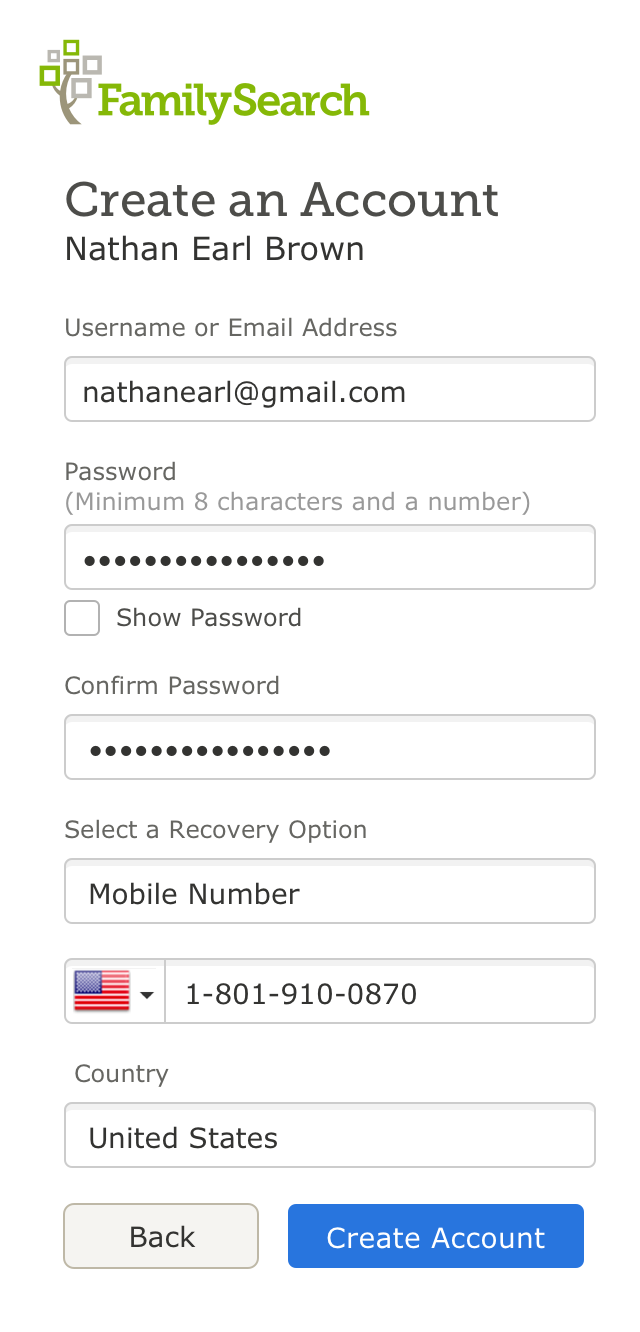 FamilySearch
Create an Account
Nathan Earl Brown
Username or Email Address
nathanearl@gmail.com
Password
(Minimum 8 characters and a number)
••••••••••••••••
Show Password
Confirm Password
••••••••••••••••
Select a Recovery Option
Mobile Number
1-801-910-0870
Country
United States
Back
Create Account